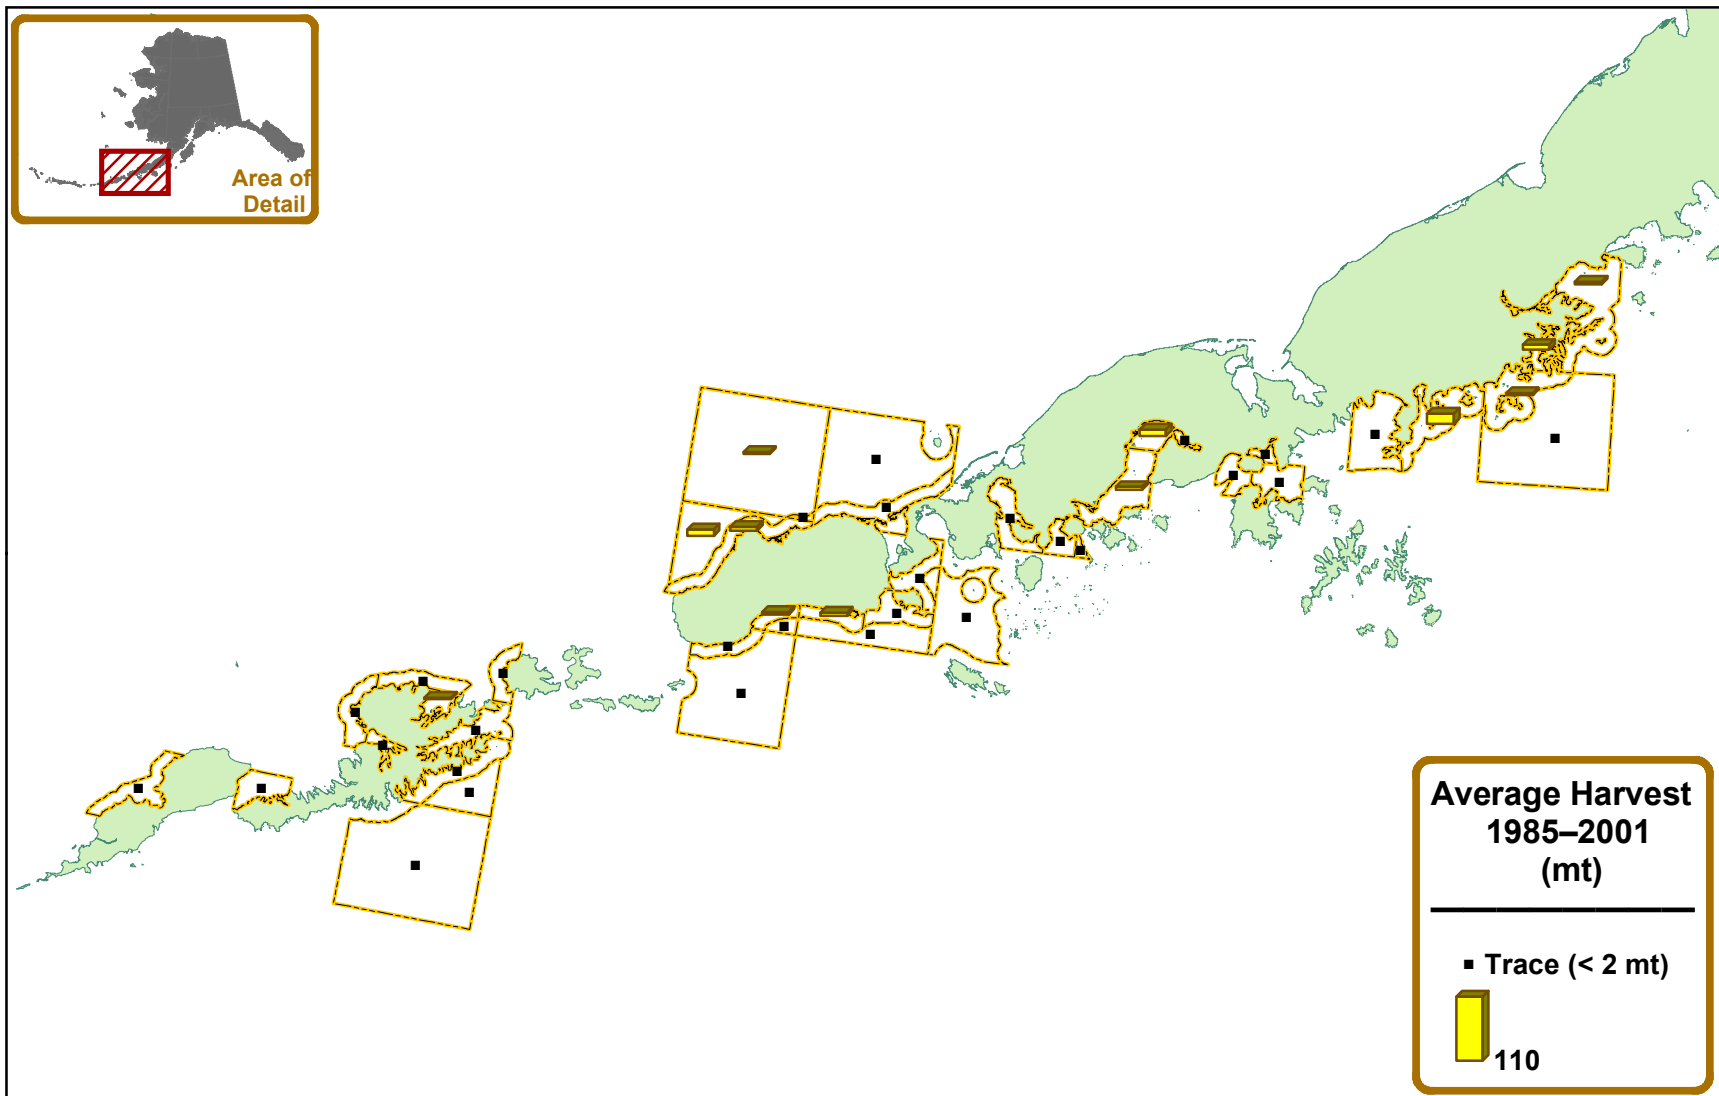 Area of
Detail
Average Harvest
1985–2001
(mt)
Trace (< 2 mt)
110